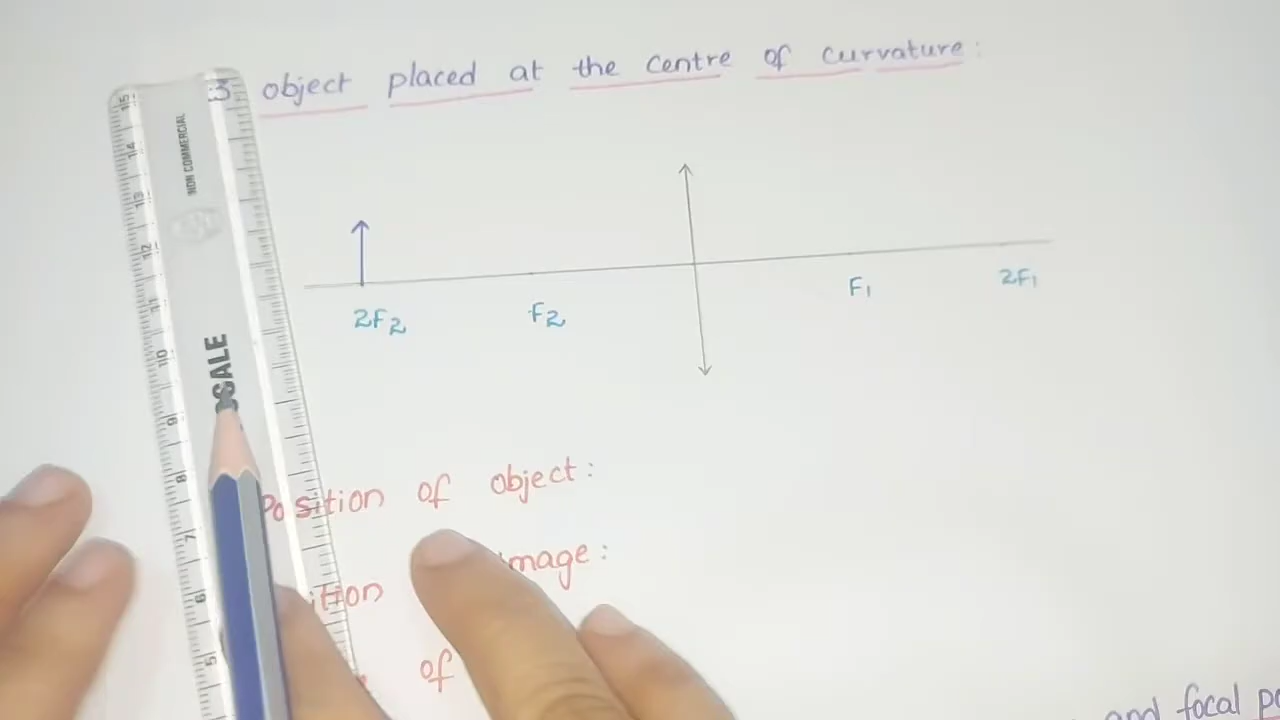 3 object placed at the centre of curvature:
2F2 F2 F1 2F1
Position of object:
image:
of
and focal
NON COMMERCIAL
SCALE
15
14
13
12
11
10
9
8
7
6
5